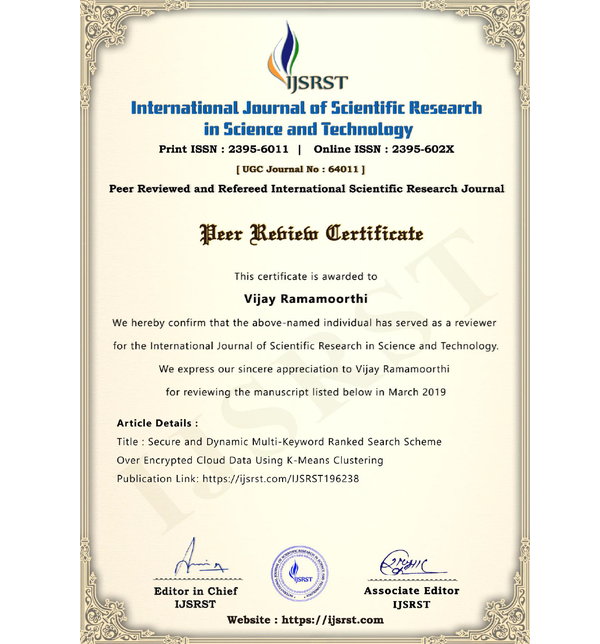 IJSRST
International Journal of Scientific Research
in Science and Technology
Print ISSN : 2395-6011 | Online ISSN : 2395-602X
[ UGC Journal No : 64011 ]
Peer Reviewed and Refereed International Scientific Research Journal
Peer Review Certificate
This certificate is awarded to
Vijay Ramamoorthi
We hereby confirm that the above-named individual has served as a reviewer
for the International Journal of Scientific Research in Science and Technology.
We express our sincere appreciation to Vijay Ramamoorthi
for reviewing the manuscript listed below in March 2019
Article Details :
Title : Secure and Dynamic Multi-Keyword Ranked Search Scheme
Over Encrypted Cloud Data Using K-Means Clustering
Publication Link: https://ijsrst.com/IJSRST196238
IJSRST
IJSRST
Editor in Chief
IJSRST
Associate Editor
IJSRST
Website : https://ijsrst.com